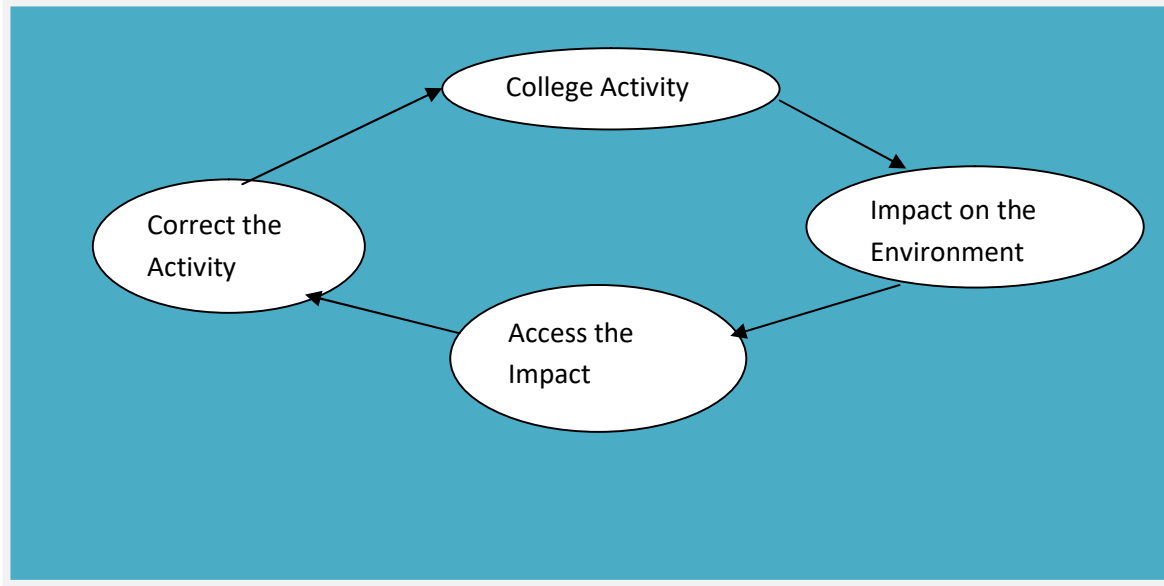 College Activity
Impact on the
Environment
Correct the
Activity
Access the
Impact